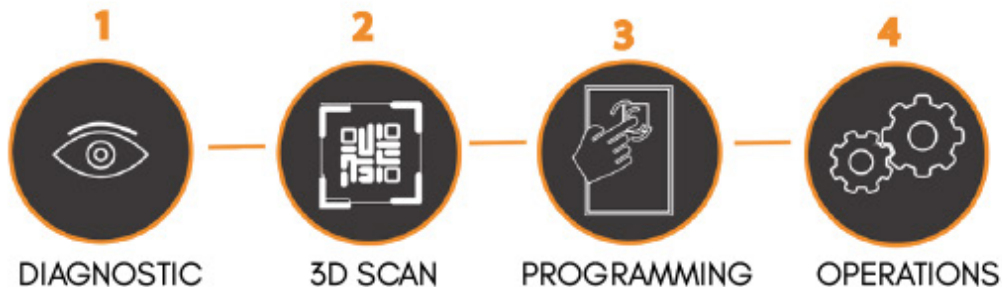 1 2 3 4
DIAGNOSTIC 3D SCAN PROGRAMMING OPERATIONS